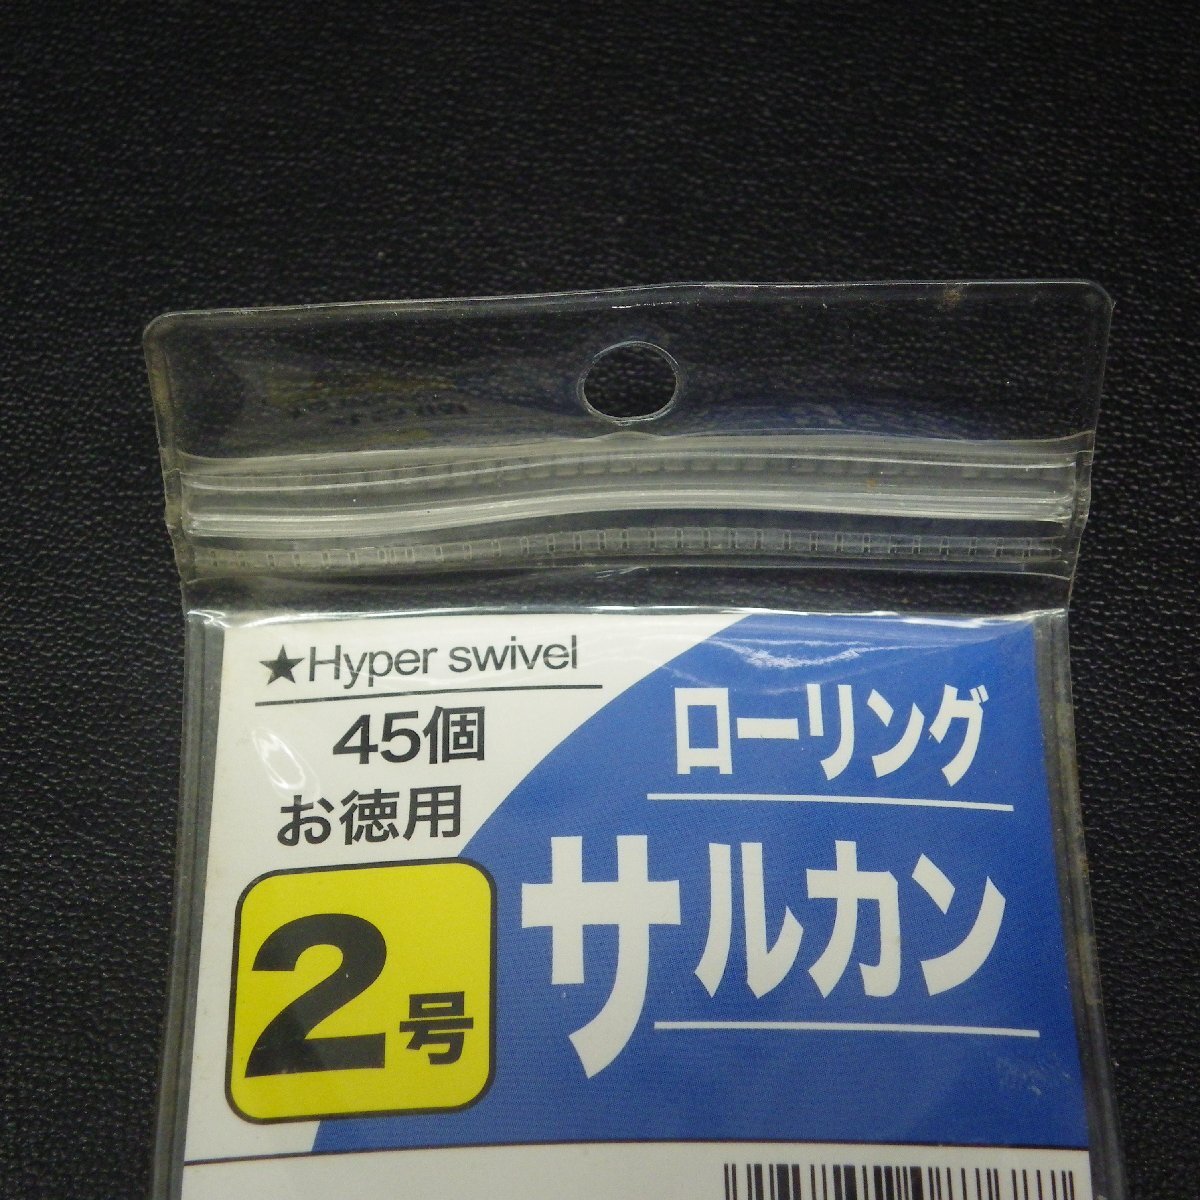 ★Hyper swivel
45個
お徳用
2号
ローリング
サルカン